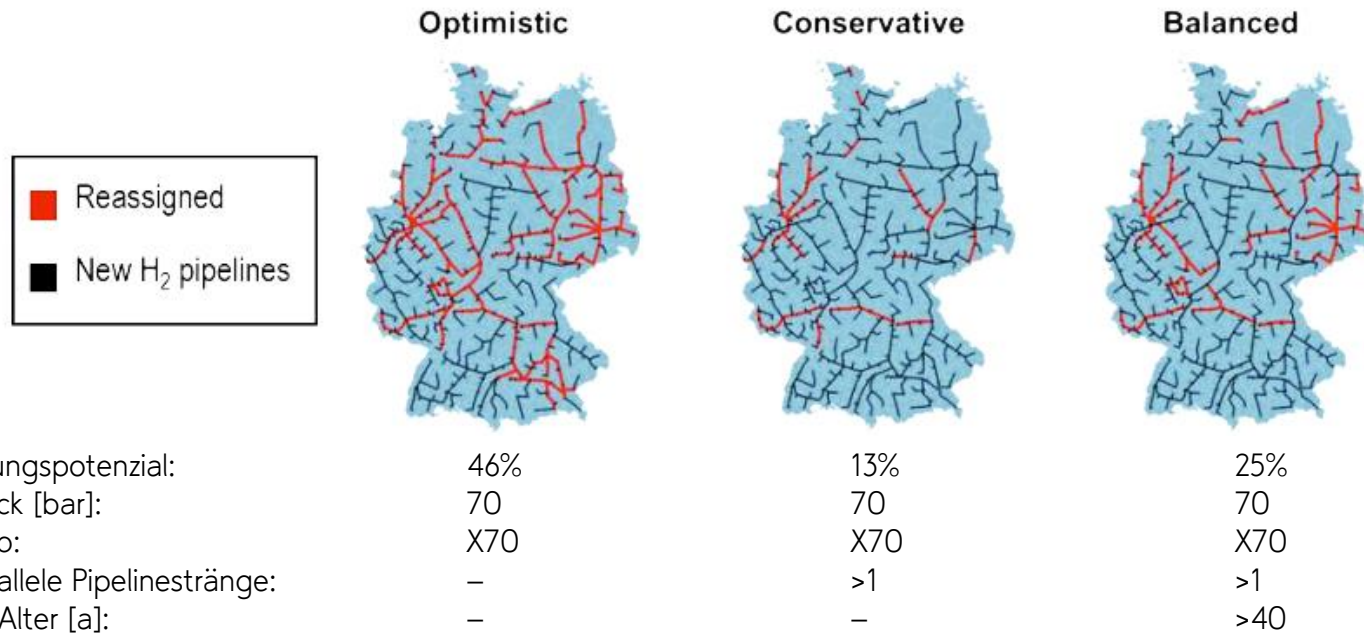 Optimistic Conservative Balanced
Reassigned
New H₂ pipelines
ungspotenzial: 46% 13% 25%
ck [bar]: 70 70 70
o: X70 X70 X70
allele Pipelinestränge: – >1 >1
Alter [a]: – – >40